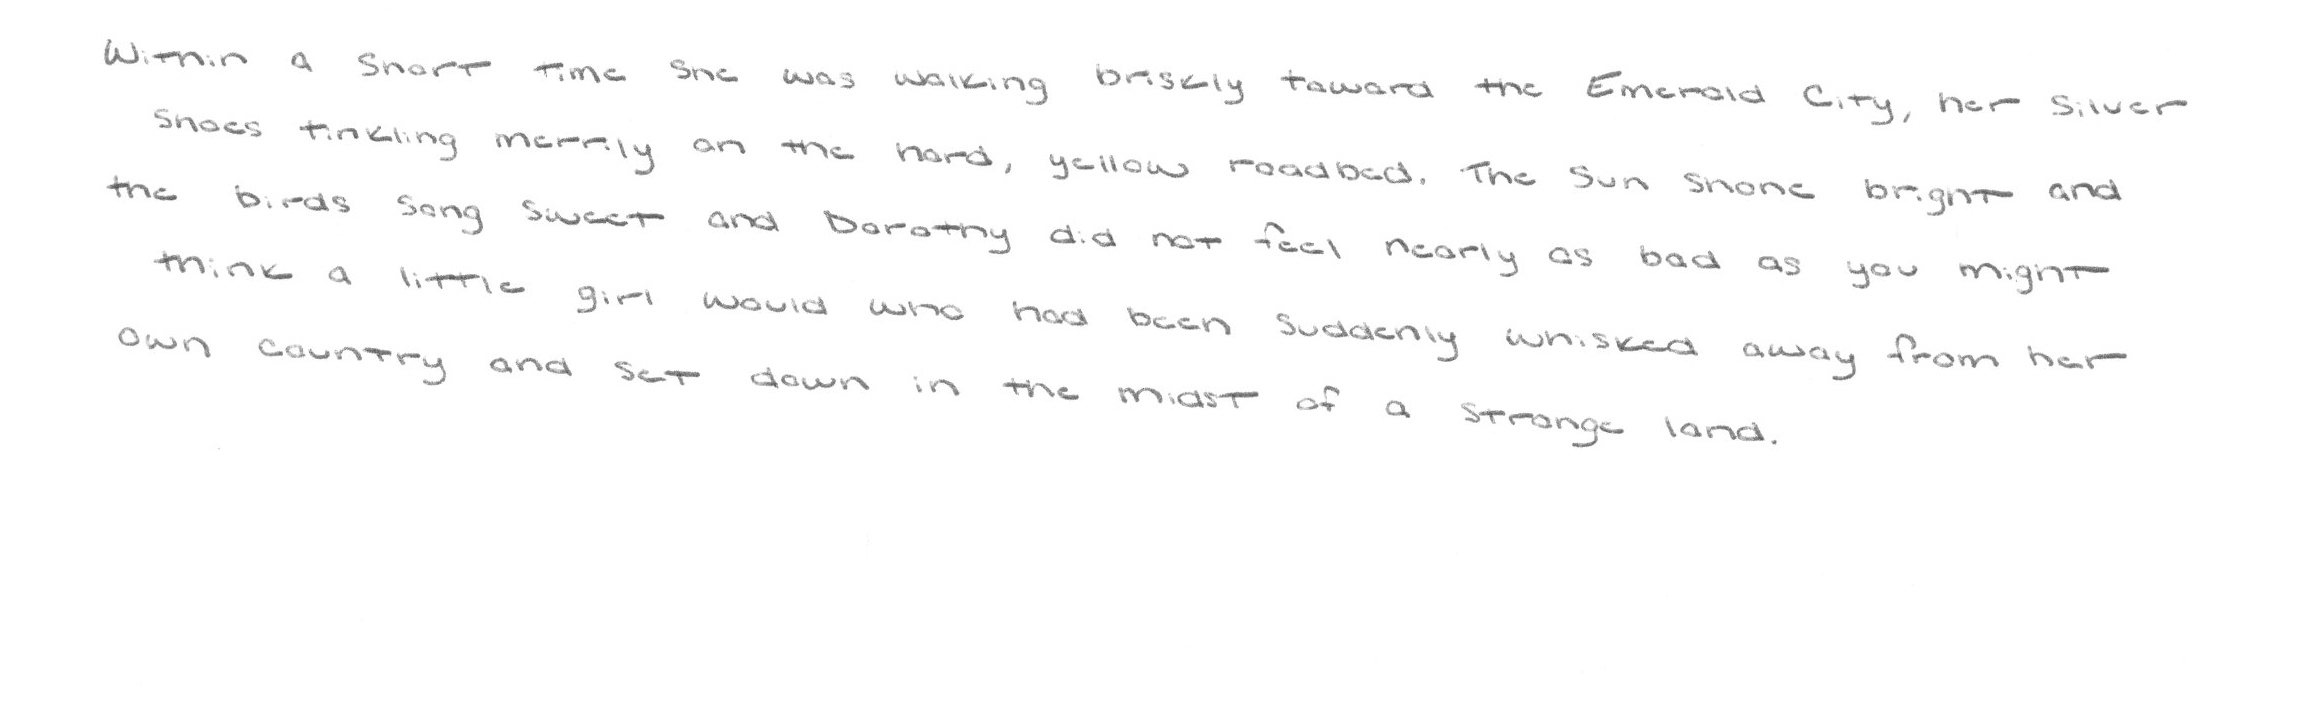 Within a short time she was walking briskly toward the Emerald City, her Silver
Shoes tinkling merrily on the hard, yellow roadbed. The sun shone bright and
the birds sang sweet and Dorothy did not feel nearly as bad as you might
think a little girl would who had been suddenly whisked away from her
own country and set down in the midst of a strange land.